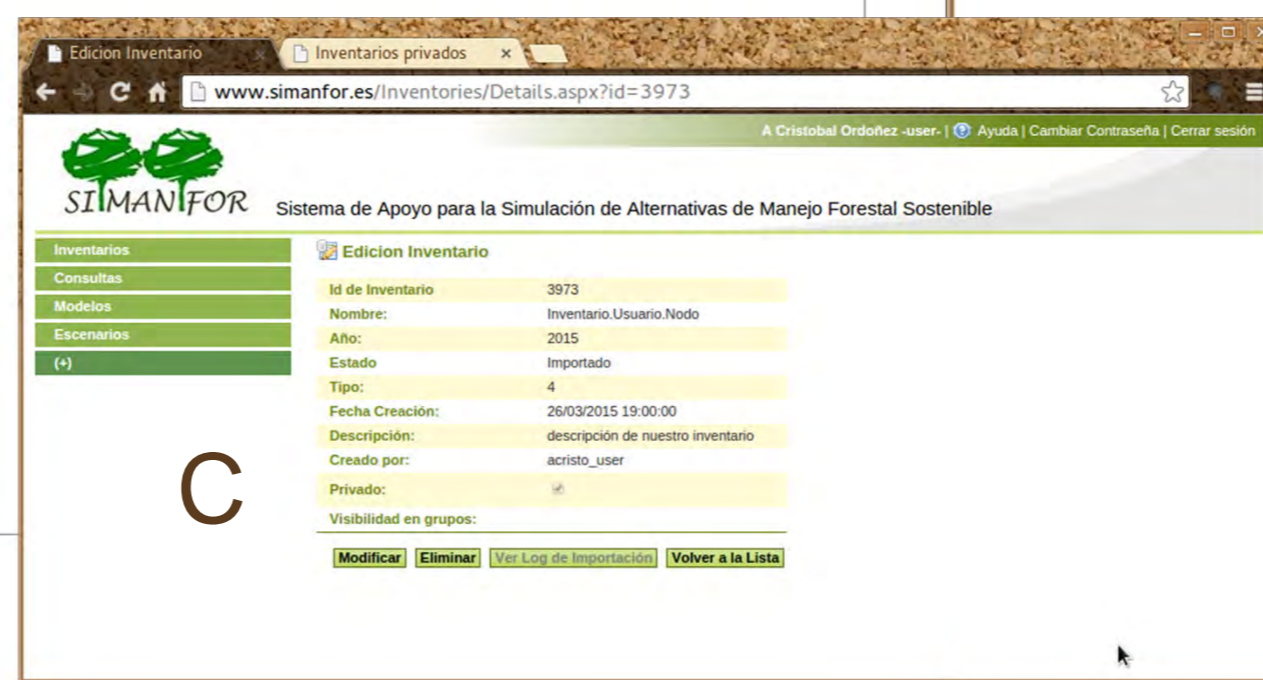 Edicion Inventario
Inventarios privados
www.simanfor.es/Inventories/Details.aspx?id=3973
A Cristobal Ordoñez -user- | Ayuda | Cambiar Contraseña | Cerrar sesión
SIMANFOR
Sistema de Apoyo para la Simulación de Alternativas de Manejo Forestal Sostenible
Inventarios
Consultas
Modelos
Escenarios
(+)
Edicion Inventario
Id de Inventario 3973
Nombre: Inventario.Usuario.Nodo
Año: 2015
Estado Importado
Tipo: 4
Fecha Creación: 26/03/2015 19:00:00
Descripción: descripción de nuestro inventario
Creado por: acristo_user
Privado:
Visibilidad en grupos:
Modificar Eliminar Ver Log de Importación Volver a la Lista
C